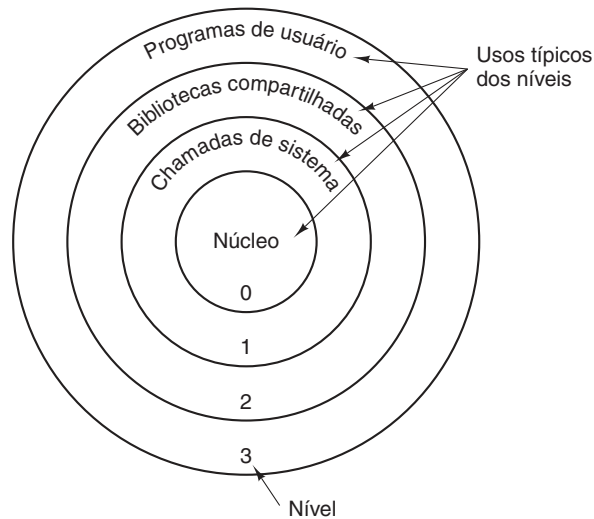 Programas de usuário
Usos típicos
dos níveis
Bibliotecas compartilhadas
Chamadas de sistema
Núcleo
0
1
2
3
Nível